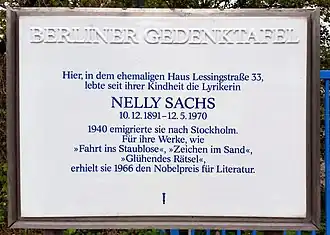 BERLINER GEDENKTAFEL
Hier, in dem ehemaligen Haus Lessingstraße 33,
lebte seit ihrer Kindheit die Lyrikerin
NELLY SACHS
10.12.1891–12.5.1970
1940 emigrierte sie nach Stockholm.
Für ihre Werke, wie
»Fahrt ins Staublose«, »Zeichen im Sand«,
»Glühendes Rätsel«,
erhielt sie 1966 den Nobelpreis für Literatur.